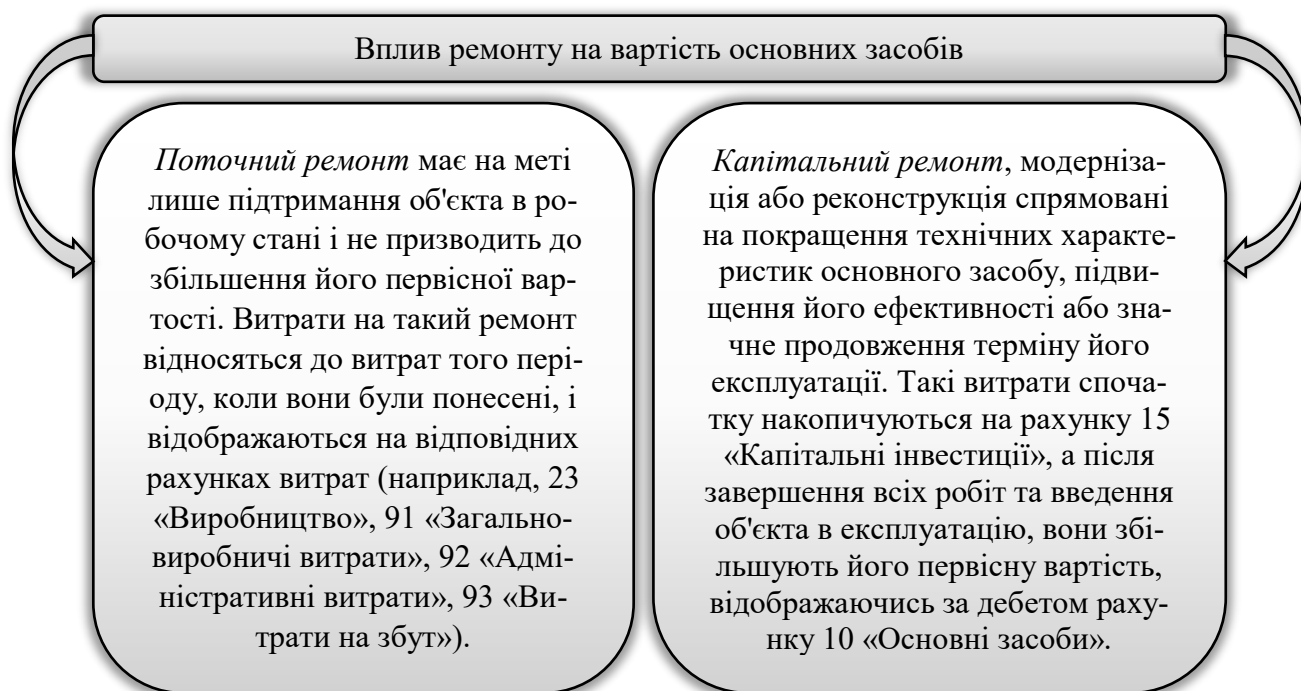 Вплив ремонту на вартість основних засобів
Поточний ремонт має на меті
лише підтримання об'єкта в ро-
бочому стані і не призводить до
збільшення його первісної вар-
тості. Витрати на такий ремонт
відносяться до витрат того пері-
оду, коли вони були понесені, і
відображаються на відповідних
рахунках витрат (наприклад, 23
«Виробництво», 91 «Загально-
виробничі витрати», 92 «Адмі-
ністративні витрати», 93 «Ви-
трати на збут»).
Капітальний ремонт, модерніза-
ція або реконструкція спрямовані
на покращення технічних характе-
ристик основного засобу, підви-
щення його ефективності або зна-
чне продовження терміну його
експлуатації. Такі витрати споча-
тку накопичуються на рахунку 15
«Капітальні інвестиції», а після
завершення всіх робіт та введення
об'єкта в експлуатацію, вони збі-
льшують його первісну вартість,
відображаючись за дебетом раху-
нку 10 «Основні засоби».